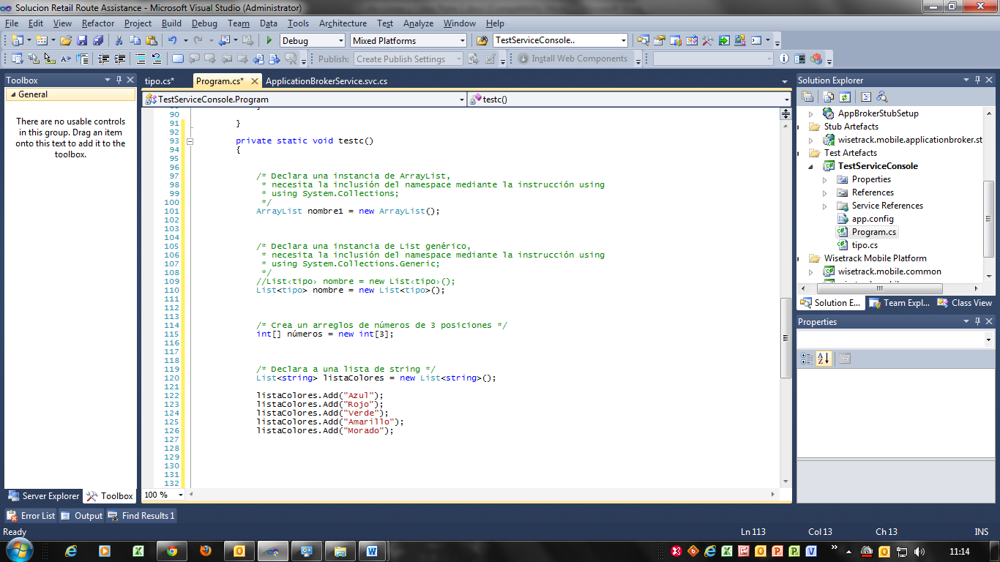 Solucion Retail Route Assistance - Microsoft Visual Studio (Administrator)
File Edit View Refactor Project Build Debug Team Data Tools Architecture Test Analyze Window Help
Debug Mixed Platforms TestServiceConsole..
Publish: Create Publish Settings Install Web Components
Toolbox
General
There are no usable controls
in this group. Drag an item
onto this text to add it to the
toolbox.
Server Explorer Toolbox
tipo.cs* Program.cs* ApplicationBrokerService.svc.cs
TestServiceConsole.Program testc()
90
91 }
92
93 private static void testc()
94 {
95
96
97 /* Declara una instancia de ArrayList,
98 * necesita la inclusión del namespace mediante la instrucción using
99 * using System.Collections;
100 */
101 ArrayList nombre1 = new ArrayList();
102
103
104
105 /* Declara una instancia de List genérico,
106 * necesita la inclusión del namespace mediante la instrucción using
107 * using System.Collections.Generic;
108 */
109 //List‹tipo› nombre = new List‹tipo›();
110 List<tipo> nombre = new List<tipo>();
111
112
113
114 /* Crea un arreglos de números de 3 posiciones */
115 int[] números = new int[3];
116
117
118
119 /* Declara a una lista de string */
120 List<string> listaColores = new List<string>();
121
122 listaColores.Add("Azul");
123 listaColores.Add("Rojo");
124 listaColores.Add("Verde");
125 listaColores.Add("Amarillo");
126 listaColores.Add("Morado");
127
128
129
130
131
132
100 %
Solution Explorer
AppBrokerStubSetup
Stub Artefacts
wisetrack.mobile.applicationbroker.st
Test Artefacts
TestServiceConsole
Properties
References
Service References
app.config
Program.cs
tipo.cs
Wisetrack Mobile Platform
wisetrack.mobile.common
Solution E... Team Expl... Class View
Properties
Error List Output Find Results 1
Ready Ln 113 Col 13 Ch 13 INS
11:14